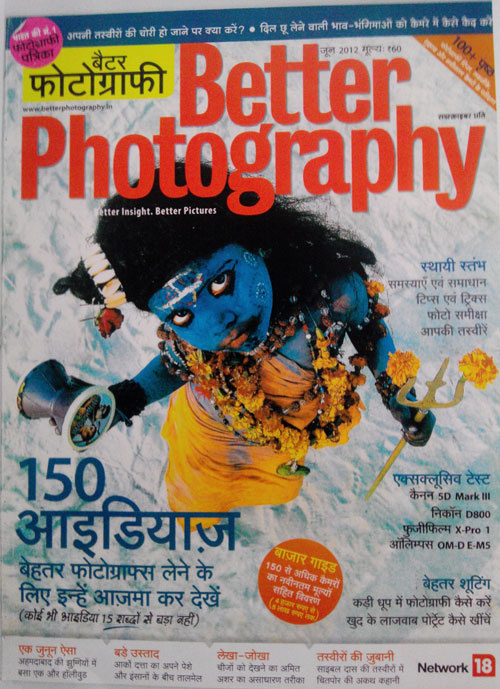 अपनी तस्वीरों की चोरी हो जाने पर क्या करें? • दिल छू लेने वाली भाव-भंगिमाओं को कैमरे में कैसे कैद करें
भारत की नं. 1
फोटोग्राफी
पत्रिका
जून 2012 मूल्य: ₹60
100+ पृष्ठ
बैटर
फोटोग्राफी
www.betterphotography.in
सब्सक्राइबर प्रति
Better
Photography
Better Insight. Better Pictures
स्थायी स्तंभ
समस्याएँ एवं समाधान
टिप्स एवं ट्रिक्स
फोटो समीक्षा
आपकी तस्वीरें
150
आइडियाज़
बेहतर फोटोग्राफ्स लेने के
लिए इन्हें आजमा कर देखें
(कोई भी आइडिया 15 शब्दों से बड़ा नहीं)
एक्सक्लूसिव टेस्ट
कैनन 5D Mark III
निकॉन D800
फुजीफिल्म X-Pro 1
ऑलिम्पस OM-D E-M5
बाज़ार गाइड
150 से अधिक कैमरों
का नवीनतम मूल्यों
सहित विवरण
बेहतर शूटिंग
कड़ी धूप में फोटोग्राफी कैसे करें
खुद के लाजवाब पोर्ट्रेट कैसे खींचें
एक जुनून ऐसा
अहमदाबाद की झुग्गियों में
बसा एक और हॉलीवुड
बड़े उस्ताद
आर्को दत्ता का अपने पेशे
और इंसानों के बीच तालमेल
लेखा-जोखा
चीजों को देखने का अमित
अशर का असाधारण तरीका
तस्वीरों की जुबानी
साइबल दास की तस्वीरों में
चितपोर की अकथ कहानी
Network 18